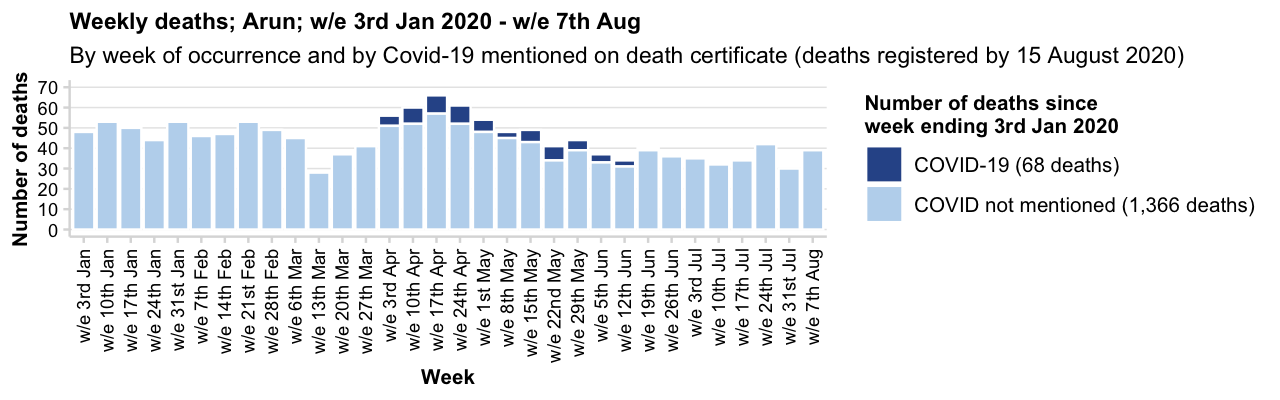 Weekly deaths; Arun; w/e 3rd Jan 2020 - w/e 7th Aug
By week of occurrence and by Covid-19 mentioned on death certificate (deaths registered by 15 August 2020)
Number of deaths
70
60
50
40
30
20
10
0
w/e 3rd Jan
w/e 10th Jan
w/e 17th Jan
w/e 24th Jan
w/e 31st Jan
w/e 7th Feb
w/e 14th Feb
w/e 21st Feb
w/e 28th Feb
w/e 6th Mar
w/e 13th Mar
w/e 20th Mar
w/e 27th Mar
w/e 3rd Apr
w/e 10th Apr
w/e 17th Apr
w/e 24th Apr
w/e 1st May
w/e 8th May
w/e 15th May
w/e 22nd May
w/e 29th May
w/e 5th Jun
w/e 12th Jun
w/e 19th Jun
w/e 26th Jun
w/e 3rd Jul
w/e 10th Jul
w/e 17th Jul
w/e 24th Jul
w/e 31st Jul
w/e 7th Aug
Week
Number of deaths since
week ending 3rd Jan 2020
COVID-19 (68 deaths)
COVID not mentioned (1,366 deaths)